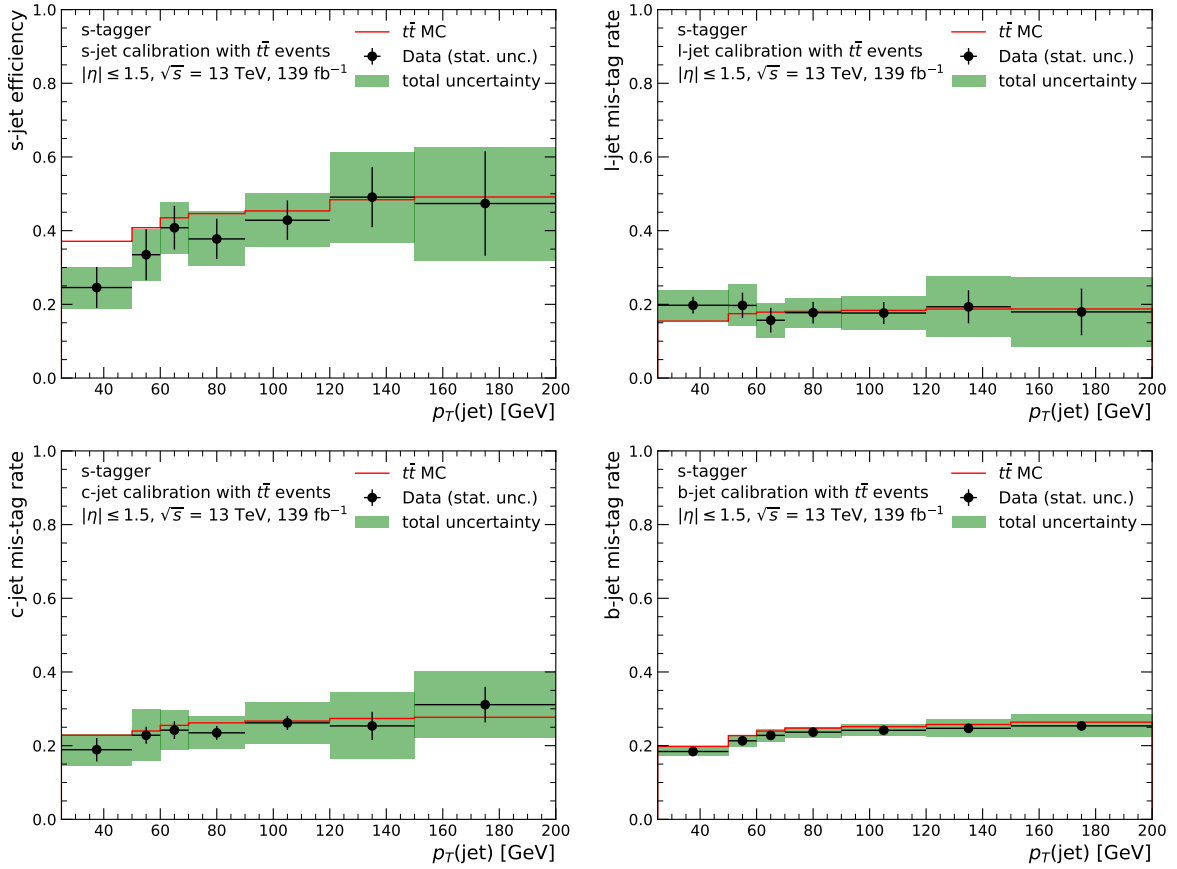 s-tagger
s-jet calibration with tt̄ events
|η| ≤ 1.5, √s = 13 TeV, 139 fb⁻¹
tt̄ MC
Data (stat. unc.)
total uncertainty
s-jet efficiency
1.0
0.8
0.6
0.4
0.2
0.0
40 60 80 100 120 140 160 180 200
p_T(jet) [GeV]
s-tagger
l-jet calibration with tt̄ events
|η| ≤ 1.5, √s = 13 TeV, 139 fb⁻¹
tt̄ MC
Data (stat. unc.)
total uncertainty
l-jet mis-tag rate
1.0
0.8
0.6
0.4
0.2
0.0
40 60 80 100 120 140 160 180 200
p_T(jet) [GeV]
s-tagger
c-jet calibration with tt̄ events
|η| ≤ 1.5, √s = 13 TeV, 139 fb⁻¹
tt̄ MC
Data (stat. unc.)
total uncertainty
c-jet mis-tag rate
1.0
0.8
0.6
0.4
0.2
0.0
40 60 80 100 120 140 160 180 200
p_T(jet) [GeV]
s-tagger
b-jet calibration with tt̄ events
|η| ≤ 1.5, √s = 13 TeV, 139 fb⁻¹
tt̄ MC
Data (stat. unc.)
total uncertainty
b-jet mis-tag rate
1.0
0.8
0.6
0.4
0.2
0.0
40 60 80 100 120 140 160 180 200
p_T(jet) [GeV]